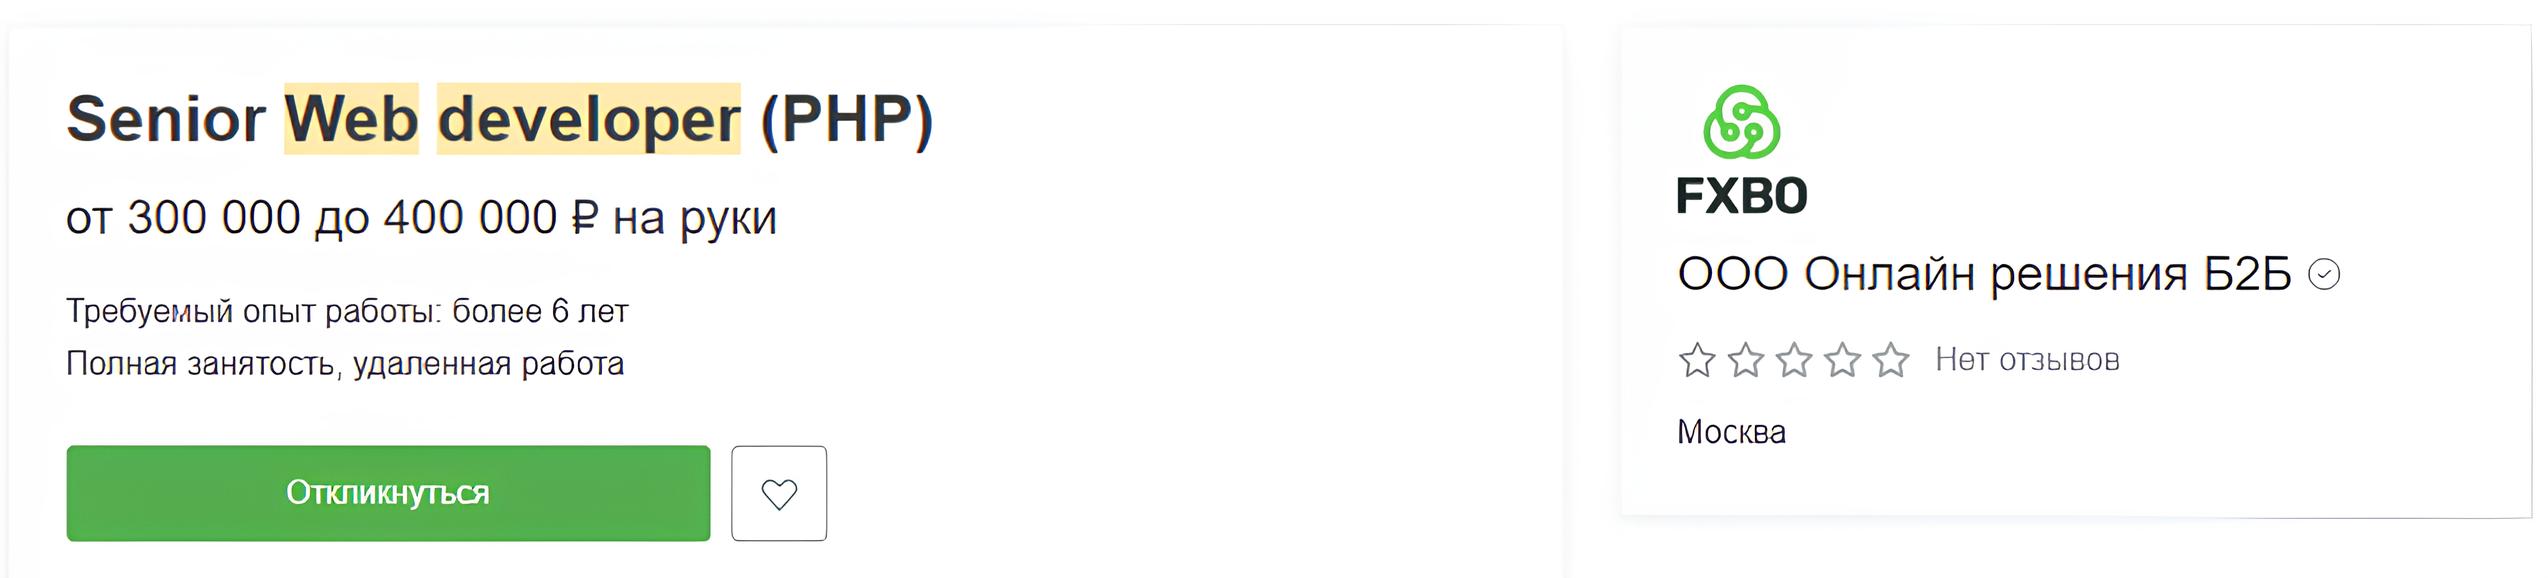 Senior Web developer (PHP)
от 300 000 до 400 000 ₽ на руки
Требуемый опыт работы: более 6 лет
Полная занятость, удаленная работа
Откликнуться
FXBO
ООО Онлайн решения Б2Б
Нет отзывов
Москва